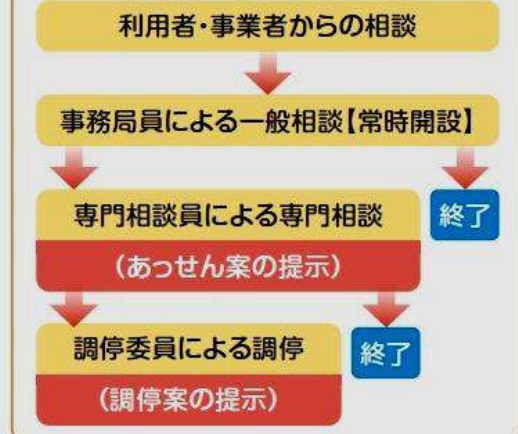 利用者・事業者からの相談
事務局員による一般相談【常時開設】
専門相談員による専門相談
終了
（あっせん案の提示）
調停委員による調停
終了
（調停案の提示）